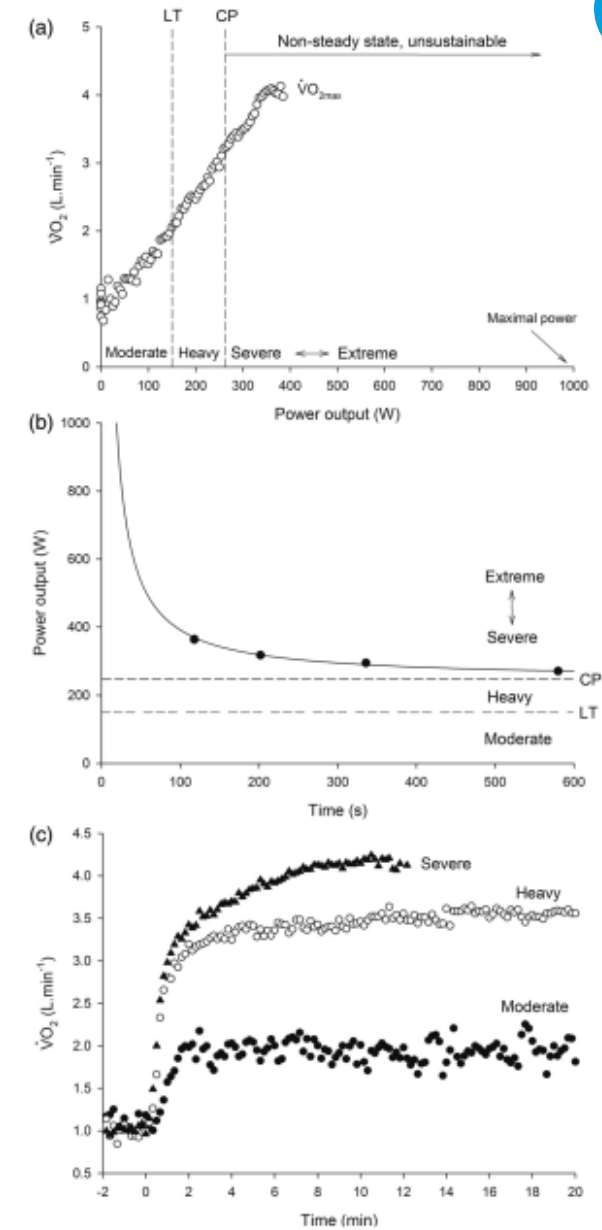 (a)
LT CP
Non-steady state, unsustainable
V̇O₂max
V̇O₂ (L.min⁻¹)
5
4
3
2
1
0
Maximal power
Moderate Heavy Severe ↔ Extreme
0 100 200 300 400 500 600 700 800 900 1000
Power output (W)
(b)
Power output (W)
1000
800
600
400
200
0
Extreme
Severe
CP
Heavy
LT
Moderate
0 100 200 300 400 500 600
Time (s)
(c)
V̇O₂ (L.min⁻¹)
4.5
4.0
3.5
3.0
2.5
2.0
1.5
1.0
0.5
Severe
Heavy
Moderate
-2 0 2 4 6 8 10 12 14 16 18 20
Time (min)